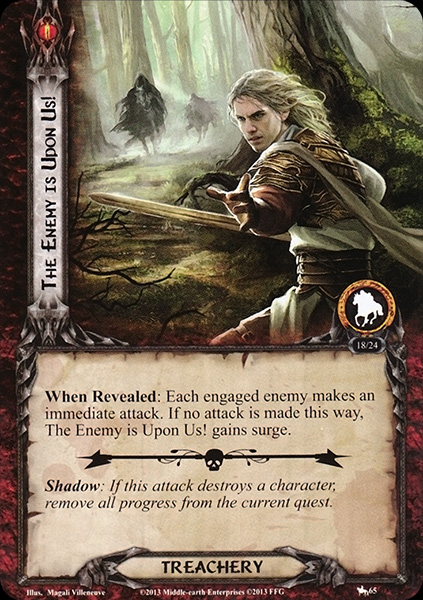 The Enemy is Upon Us!
18/24
When Revealed: Each engaged enemy makes an
immediate attack. If no attack is made this way,
The Enemy is Upon Us! gains surge.
Shadow: If this attack destroys a character,
remove all progress from the current quest.
TREACHERY
Illus. Magali Villeneuve
©2013 Middle-earth Enterprises ©2013 FFG
65